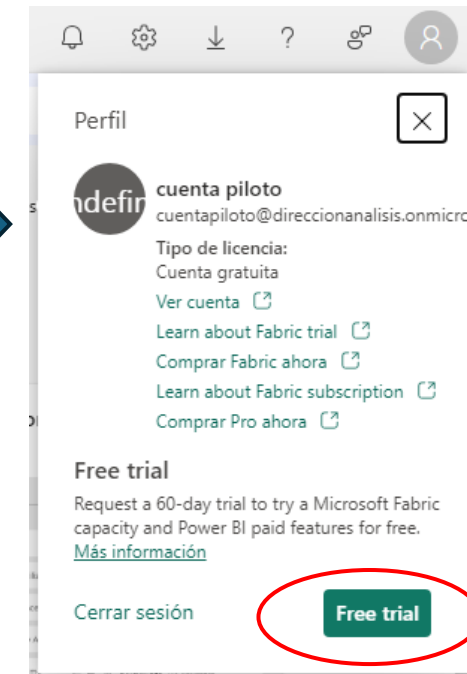 ?
Perfil
ndefin
cuenta piloto
cuentapiloto@direccionanalisis.onmicro
Tipo de licencia:
Cuenta gratuita
Ver cuenta
Learn about Fabric trial
Comprar Fabric ahora
Learn about Fabric subscription
Comprar Pro ahora
Free trial
Request a 60-day trial to try a Microsoft Fabric
capacity and Power BI paid features for free.
Más información
Cerrar sesión
Free trial